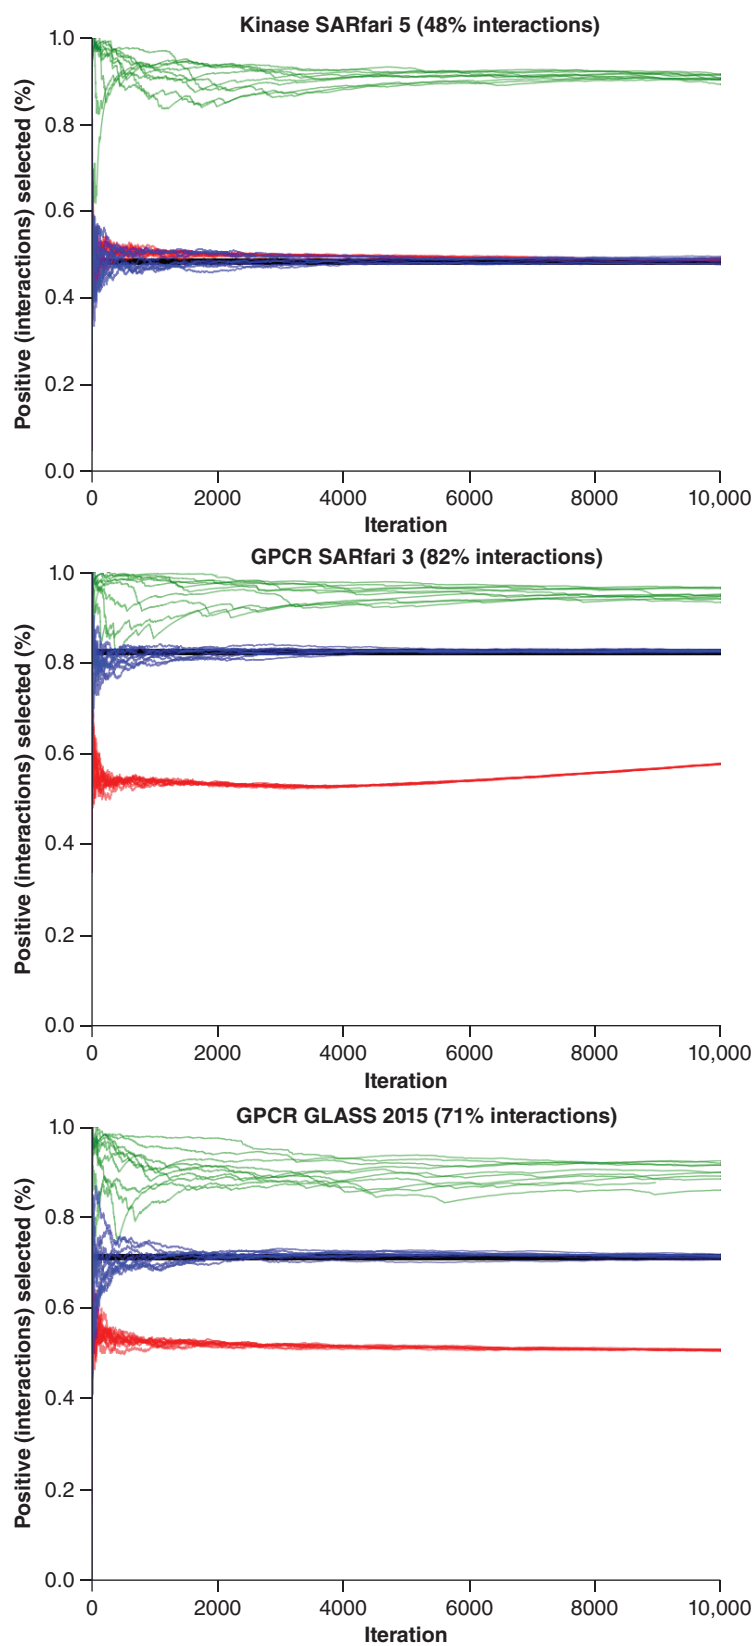 Kinase SARfari 5 (48% interactions)
Positive (interactions) selected (%)
1.0
0.8
0.6
0.4
0.2
0.0
0 2000 4000 6000 8000 10,000
Iteration
GPCR SARfari 3 (82% interactions)
Positive (interactions) selected (%)
1.0
0.8
0.6
0.4
0.2
0.0
0 2000 4000 6000 8000 10,000
Iteration
GPCR GLASS 2015 (71% interactions)
Positive (interactions) selected (%)
1.0
0.8
0.6
0.4
0.2
0.0
0 2000 4000 6000 8000 10,000
Iteration